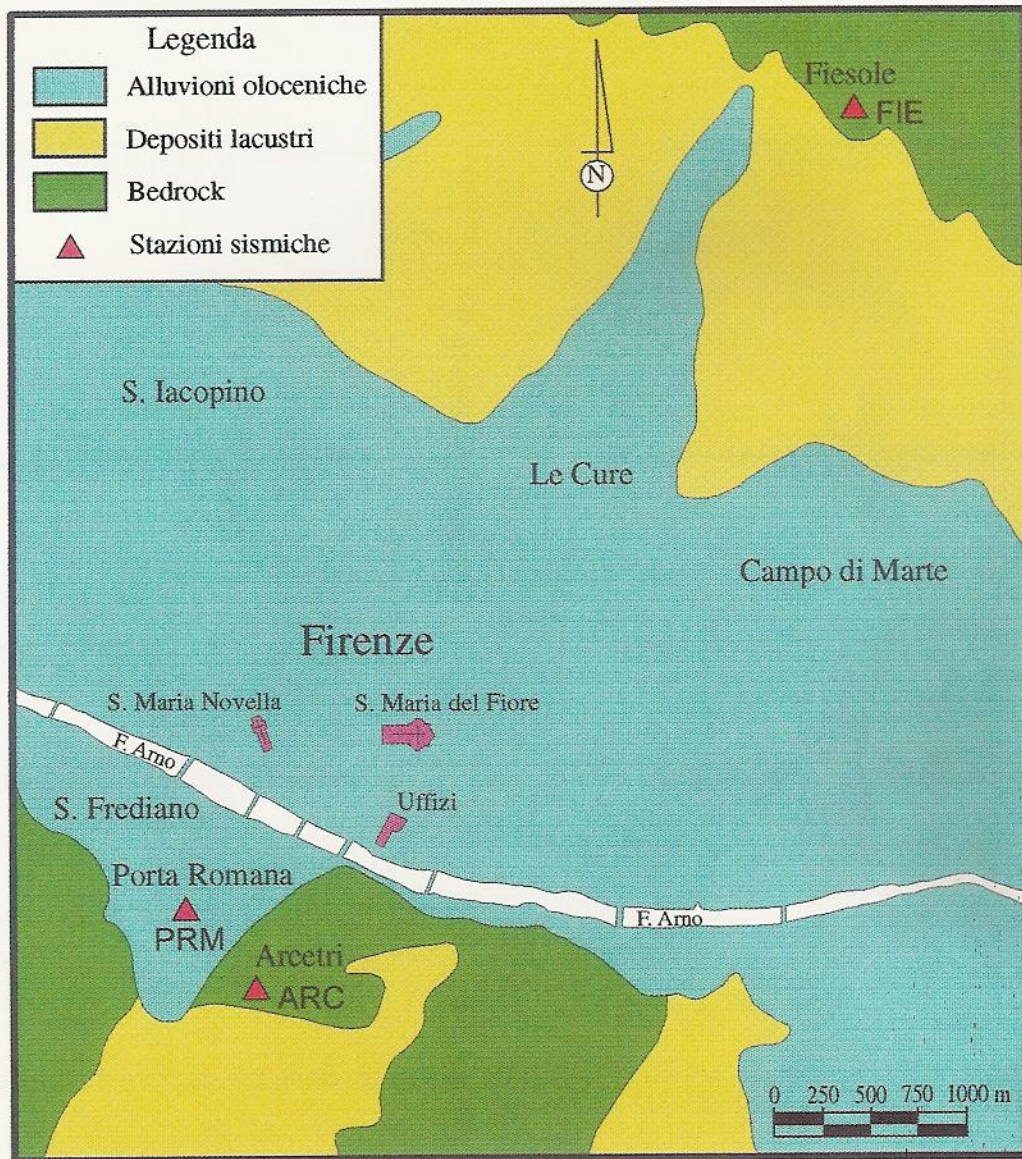 Legenda
Alluvioni oloceniche
Depositi lacustri
Bedrock
Stazioni sismiche
N
Fiesole
FIE
S. Iacopino
Le Cure
Campo di Marte
Firenze
S. Maria Novella
S. Maria del Fiore
F. Arno
S. Frediano
Uffizi
Porta Romana
PRM
F. Arno
Arcetri
ARC
0 250 500 750 1000 m